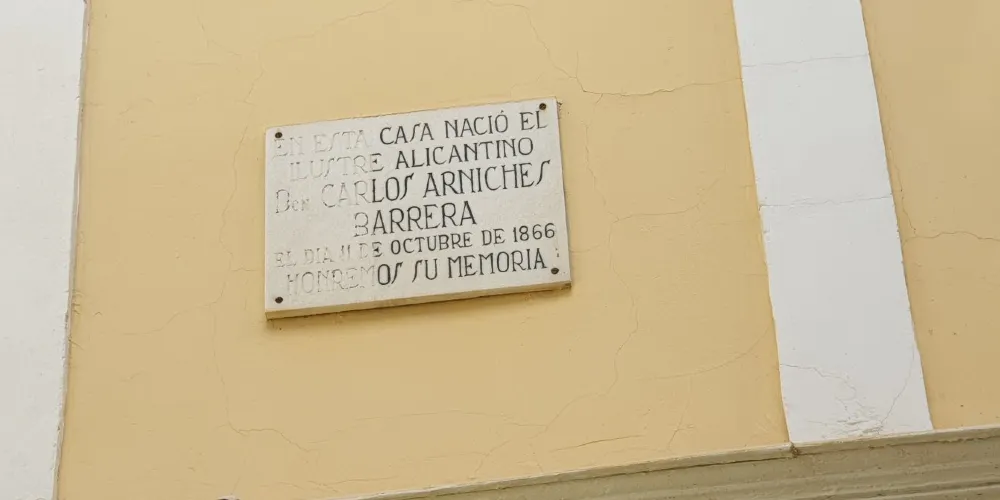 EN ESTA CASA NACIÓ EL
ILUSTRE ALICANTINO
Don CARLOS ARNICHES
BARRERA
EL DIA 11 DE OCTUBRE DE 1866
HONREMOS SU MEMORIA